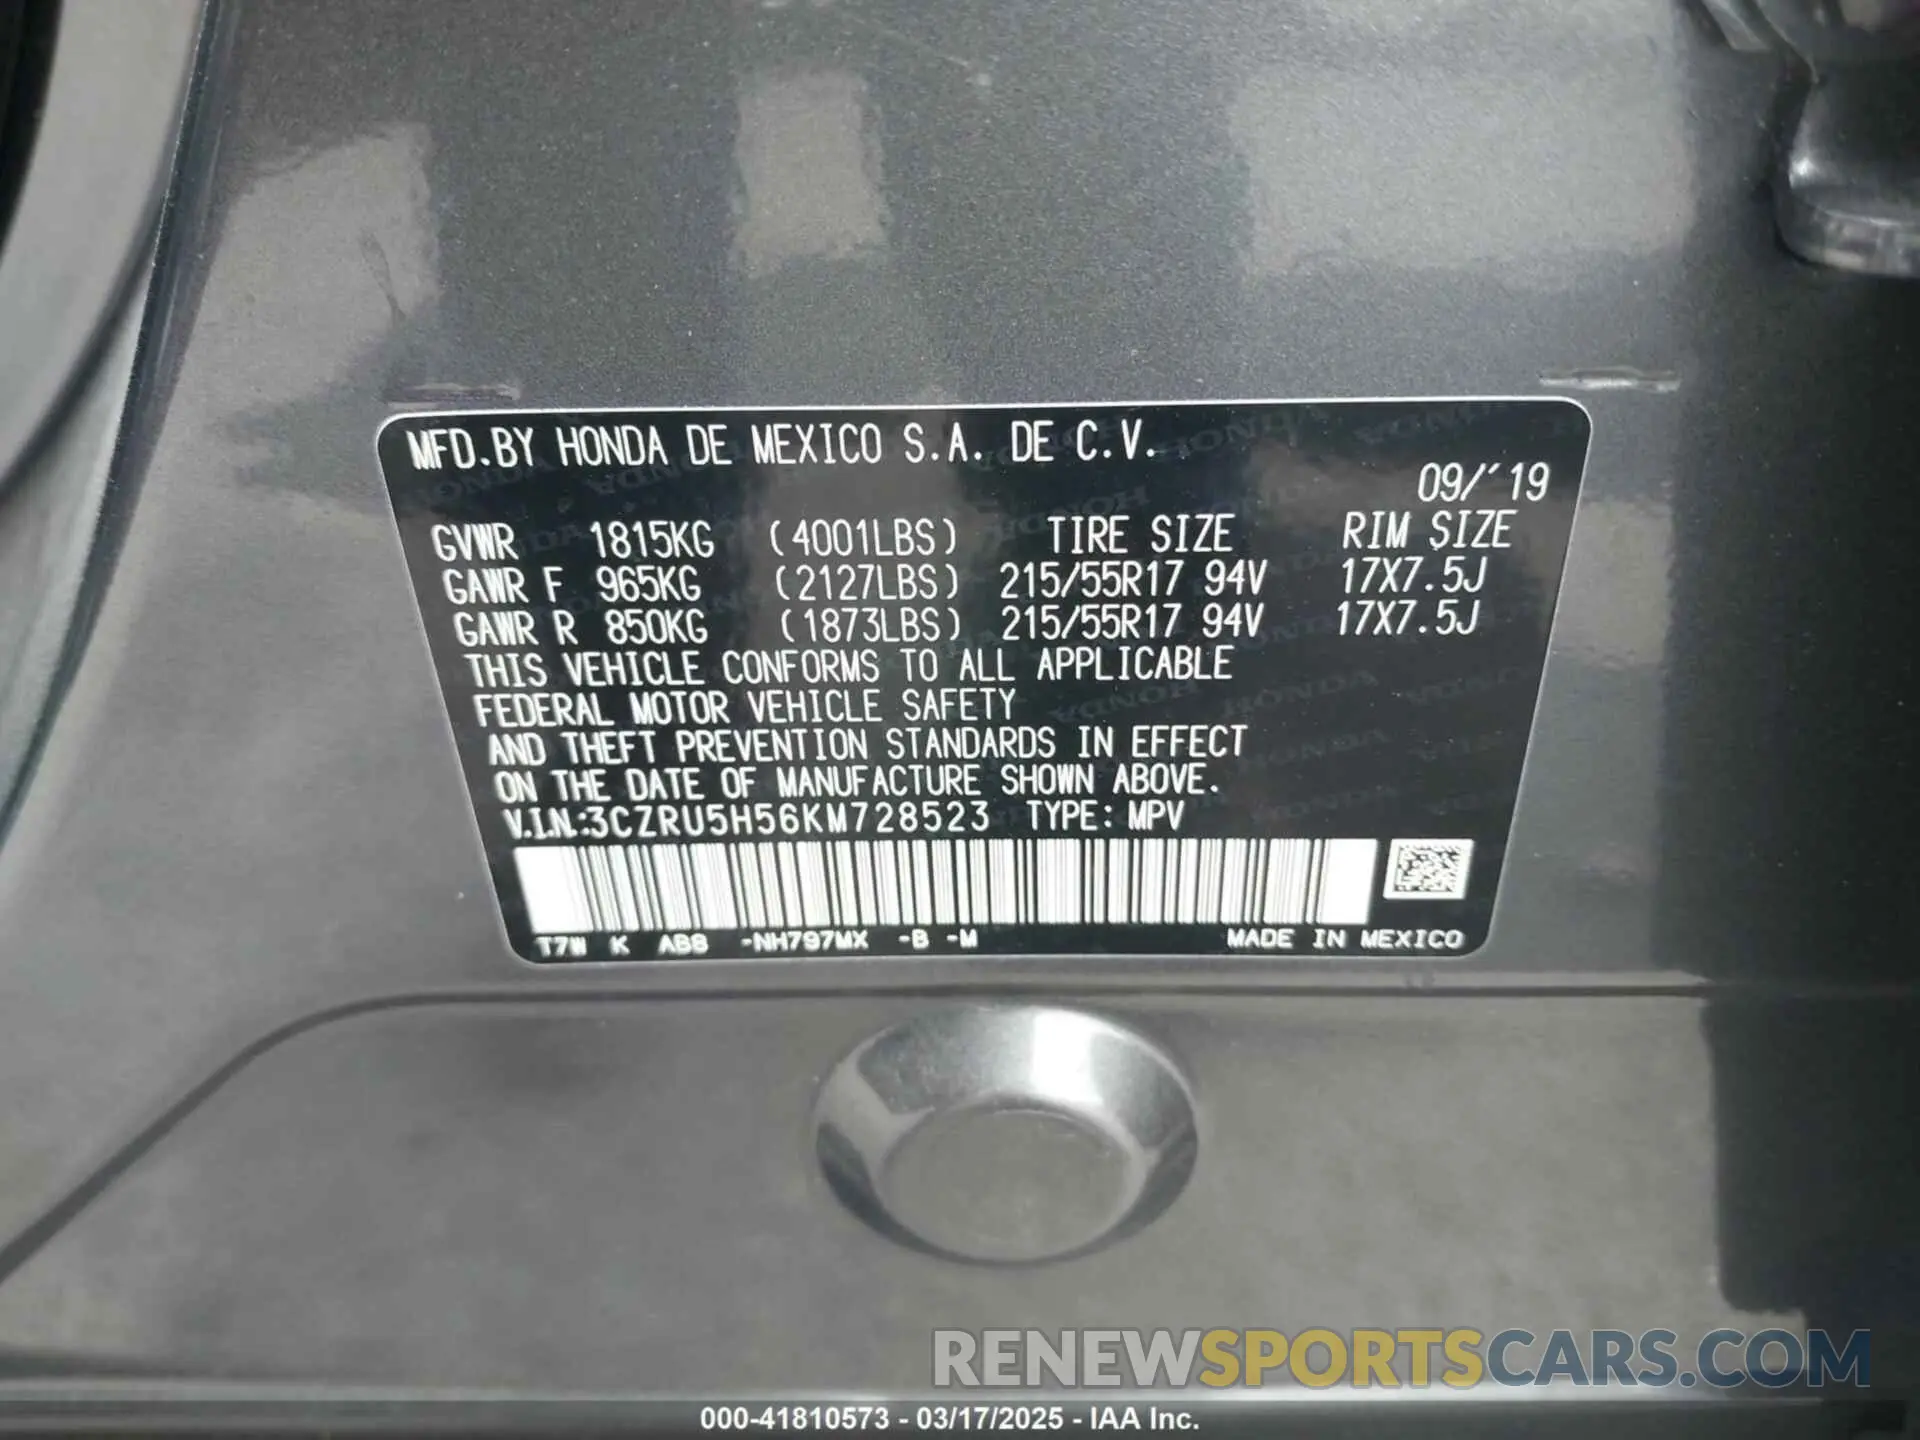 MFD.BY HONDA DE MEXICO S.A. DE C.V.
09/'19
GVWR 1815KG (4001LBS) TIRE SIZE RIM SIZE
GAWR F 965KG (2127LBS) 215/55R17 94V 17X7.5J
GAWR R 850KG (1873LBS) 215/55R17 94V 17X7.5J
THIS VEHICLE CONFORMS TO ALL APPLICABLE
FEDERAL MOTOR VEHICLE SAFETY
AND THEFT PREVENTION STANDARDS IN EFFECT
ON THE DATE OF MANUFACTURE SHOWN ABOVE.
V.I.N.:3CZRU5H56KM728523 TYPE: MPV
T7W K ABS -NH797MX -B -M MADE IN MEXICO
RENEWSPORTSCARS.COM
000-41810573 - 03/17/2025 - IAA Inc.